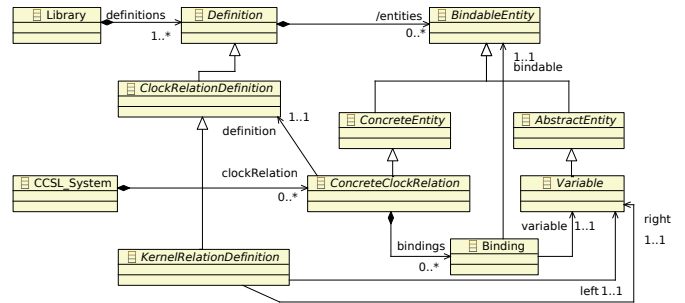 Library
definitions
1..*
Definition
/entities
0..*
BindableEntity
1..1
bindable
ClockRelationDefinition
1..1
definition
ConcreteEntity
AbstractEntity
CCSL_System
clockRelation
0..*
ConcreteClockRelation
Variable
right
1..1
variable 1..1
bindings
0..*
Binding
KernelRelationDefinition
left 1..1